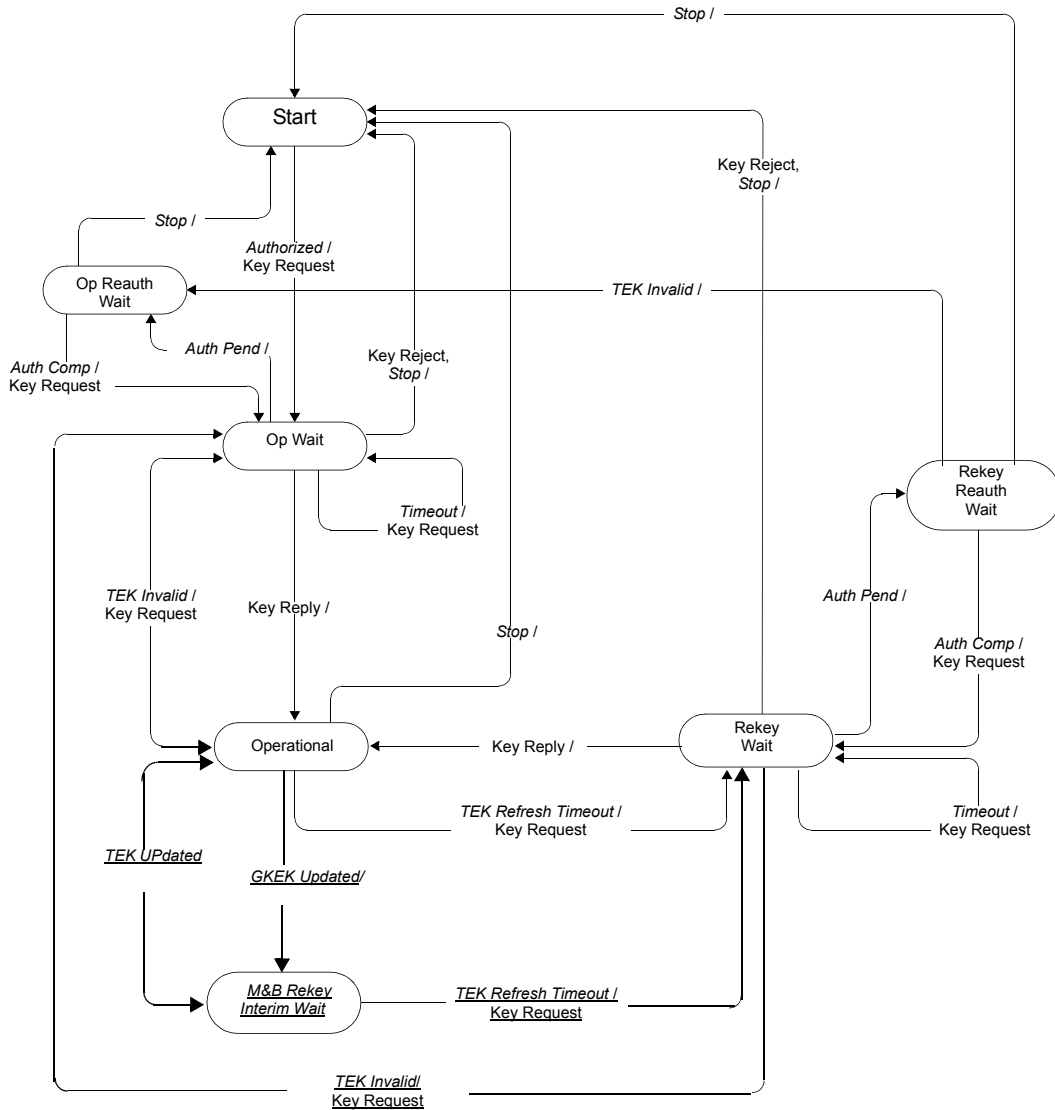 Stop /
Start
Key Reject,
Stop /
Stop /
Authorized /
Key Request
Op Reauth
Wait
TEK Invalid /
Auth Pend /
Key Reject,
Stop /
Auth Comp /
Key Request
Op Wait
Rekey
Reauth
Wait
Timeout /
Key Request
TEK Invalid /
Key Request
Key Reply /
Auth Pend /
Stop /
Auth Comp /
Key Request
Operational
Key Reply /
Rekey
Wait
TEK Refresh Timeout /
Key Request
Timeout /
Key Request
TEK UPdated
GKEK Updated/
M&B Rekey
Interim Wait
TEK Refresh Timeout /
Key Request
TEK Invalid/
Key Request